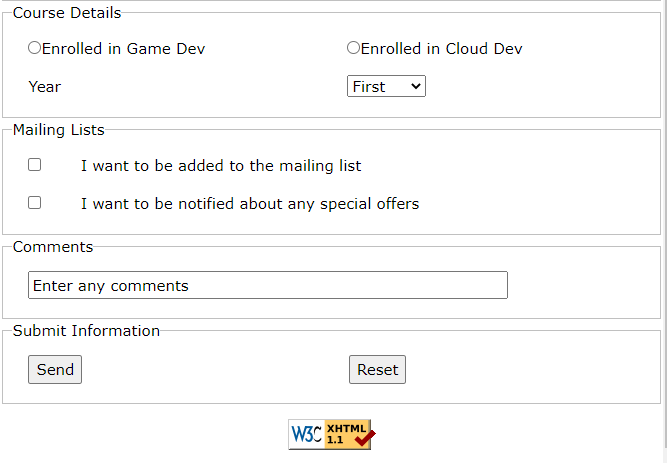 Course Details
Enrolled in Game Dev Enrolled in Cloud Dev
Year First
Mailing Lists
I want to be added to the mailing list
I want to be notified about any special offers
Comments
Enter any comments
Submit Information
Send Reset
W3C XHTML
1.1